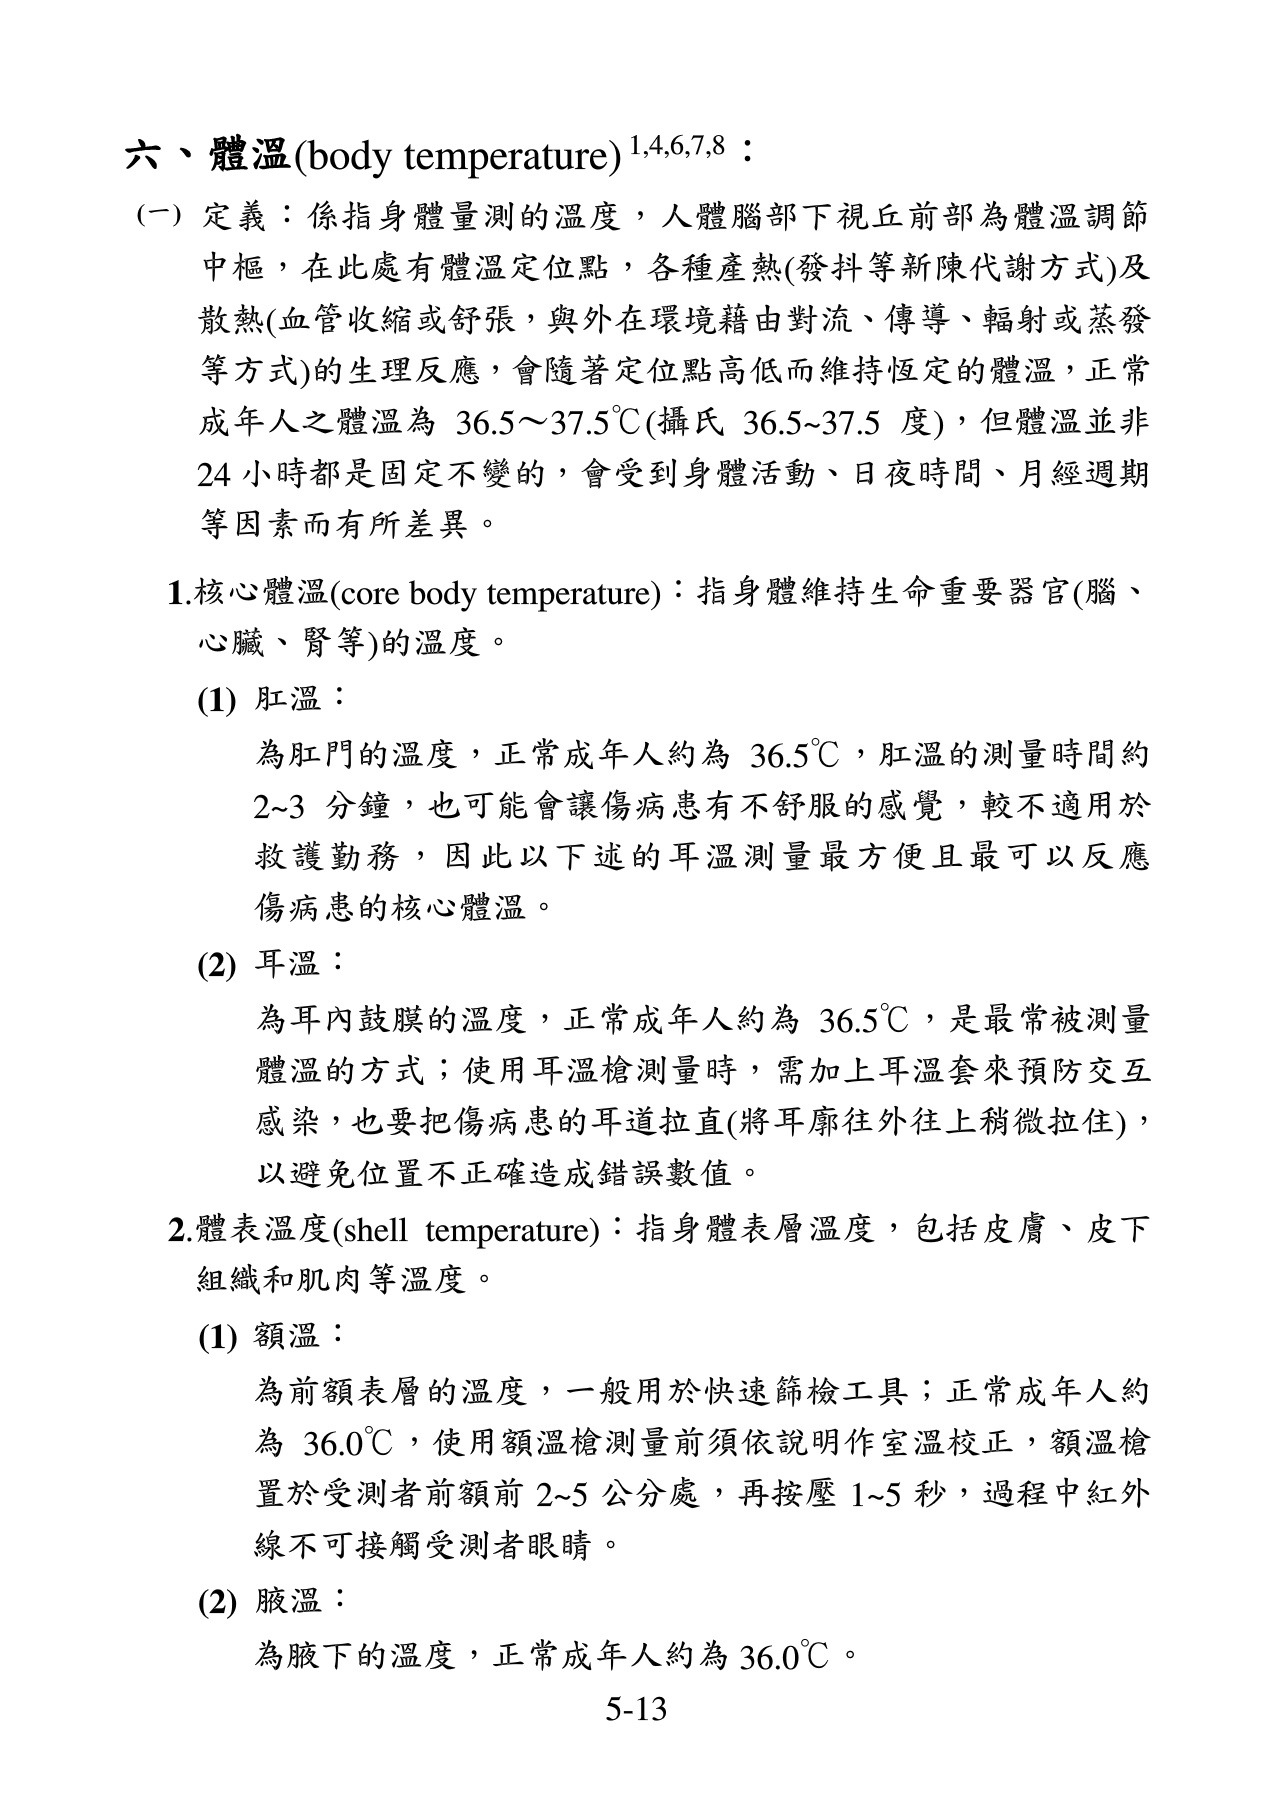 六、體溫(body temperature) 1,4,6,7,8：
(一) 定義：係指身體量測的溫度，人體腦部下視丘前部為體溫調節
中樞，在此處有體溫定位點，各種產熱(發抖等新陳代謝方式)及
散熱(血管收縮或舒張，與外在環境藉由對流、傳導、輻射或蒸發
等方式)的生理反應，會隨著定位點高低而維持恆定的體溫，正常
成年人之體溫為 36.5～37.5℃(攝氏 36.5~37.5 度)，但體溫並非
24 小時都是固定不變的，會受到身體活動、日夜時間、月經週期
等因素而有所差異。
1.核心體溫(core body temperature)：指身體維持生命重要器官(腦、
心臟、腎等)的溫度。
(1) 肛溫：
為肛門的溫度，正常成年人約為 36.5℃，肛溫的測量時間約
2~3 分鐘，也可能會讓傷病患有不舒服的感覺，較不適用於
救護勤務，因此以下述的耳溫測量最方便且最可以反應
傷病患的核心體溫。
(2) 耳溫：
為耳內鼓膜的溫度，正常成年人約為 36.5℃，是最常被測量
體溫的方式；使用耳溫槍測量時，需加上耳溫套來預防交互
感染，也要把傷病患的耳道拉直(將耳廓往外往上稍微拉住)，
以避免位置不正確造成錯誤數值。
2.體表溫度(shell temperature)：指身體表層溫度，包括皮膚、皮下
組織和肌肉等溫度。
(1) 額溫：
為前額表層的溫度，一般用於快速篩檢工具；正常成年人約
為 36.0℃，使用額溫槍測量前須依說明作室溫校正，額溫槍
置於受測者前額前 2~5 公分處，再按壓 1~5 秒，過程中紅外
線不可接觸受測者眼睛。
(2) 腋溫：
為腋下的溫度，正常成年人約為 36.0℃。
5-13